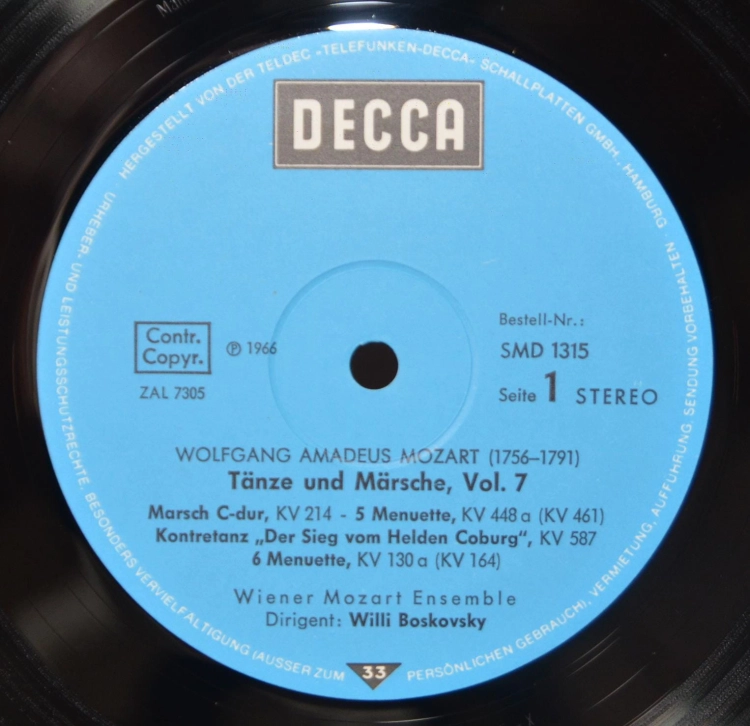 HERGESTELLT VON DER TELDEC »TELEFUNKEN-DECCA« SCHALLPLATTEN GMBH., HAMBURG
DECCA
Contr.
Copyr.
℗ 1966
ZAL 7305
Bestell-Nr.:
SMD 1315
Seite 1 STEREO
WOLFGANG AMADEUS MOZART (1756–1791)
Tänze und Märsche, Vol. 7
Marsch C-dur, KV 214 - 5 Menuette, KV 448 a (KV 461)
Kontretanz „Der Sieg vom Helden Coburg“, KV 587
6 Menuette, KV 130 a (KV 164)
Wiener Mozart Ensemble
Dirigent: Willi Boskovsky
33
URHEBER- UND LEISTUNGSSCHUTZRECHTE, BESONDERS VERVIELFÄLTIGUNG (AUSSER ZUM PERSÖNLICHEN GEBRAUCH), VERMIETUNG, AUFFÜHRUNG, SENDUNG VORBEHALTEN